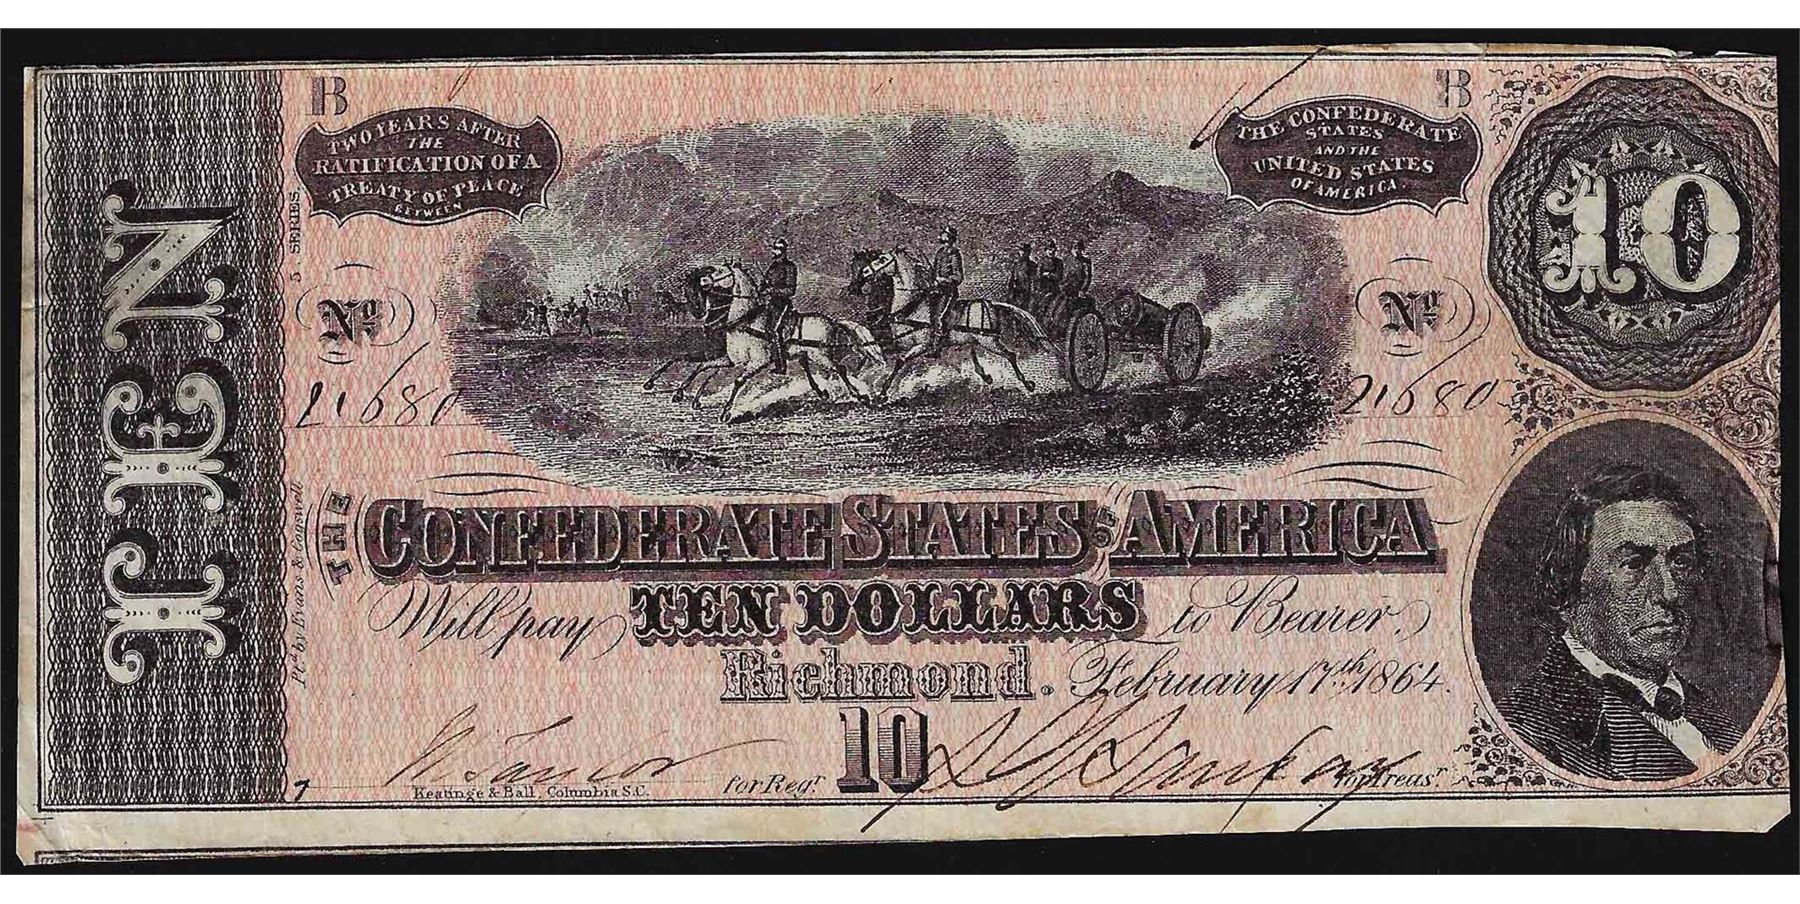 B
B
TWO YEARS AFTER
THE
RATIFICATION OF A
TREATY OF PEACE
BETWEEN
THE CONFEDERATE
STATES
AND THE
UNITED STATES
OF AMERICA.
10
TEN
5 SERIES
No
No
21680
21680
THE CONFEDERATE STATES OF AMERICA
Will pay TEN DOLLARS to Bearer.
Richmond. February 17th 1864.
Ptd. by Evans & Cogswell
10
for Regr.
for Treasr.
7
Keatinge & Ball, Columbia S.C.